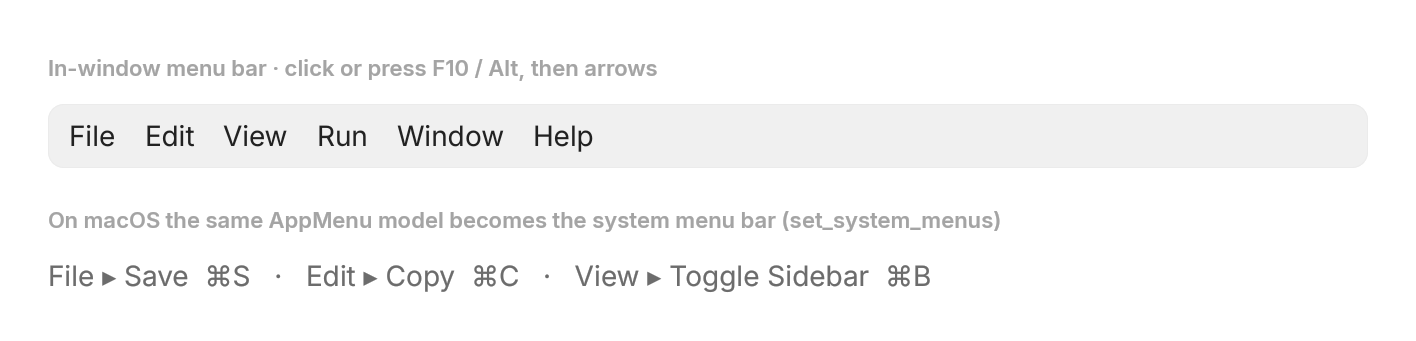 In-window menu bar · click or press F10 / Alt, then arrows
File Edit View Run Window Help
On macOS the same AppMenu model becomes the system menu bar (set_system_menus)
File ▸ Save ⌘S · Edit ▸ Copy ⌘C · View ▸ Toggle Sidebar ⌘B